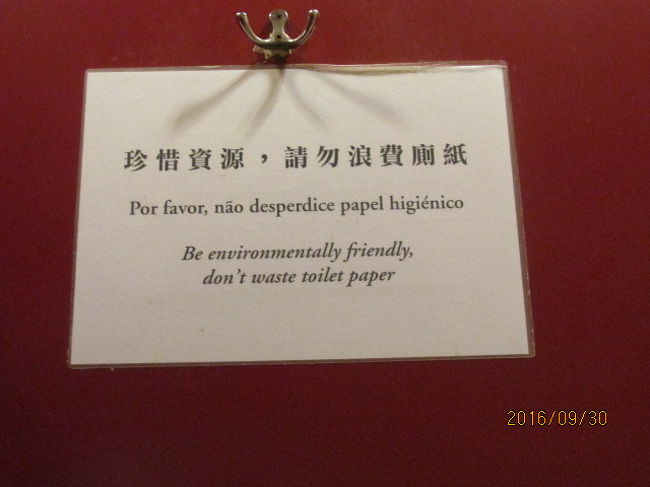 珍惜資源，請勿浪費廁紙
Por favor, não desperdice papel higiénico
Be environmentally friendly,
don't waste toilet paper
2016/09/30